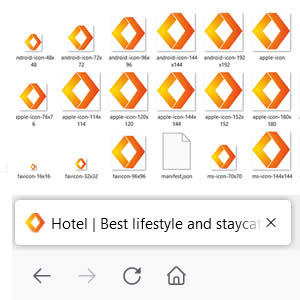 android-icon-48x48 android-icon-72x72 android-icon-96x96 android-icon-144x144 android-icon-192x192 apple-icon
apple-icon-76x76 apple-icon-114x114 apple-icon-120x120 apple-icon-144x144 apple-icon-152x152 apple-icon-180x180
favicon-16x16 favicon-32x32 favicon-96x96 manifest.json ms-icon-70x70 ms-icon-144x144
Hotel | Best lifestyle and staycat